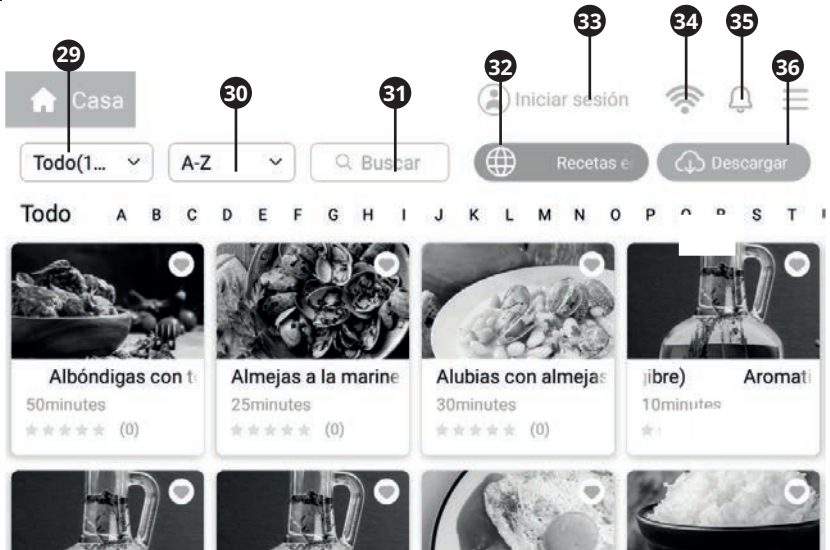 33
34
35
29
32
36
30
31
Casa
Iniciar sesión
Todo(1...
A-Z
Buscar
Recetas e
Descargar
Todo A B C D E F G H I J K L M N O P S T
Albóndigas con t
Almejas a la marine
Alubias con almejas
jibre) Aromati
50minutes
25minutes
30minutes
10minutes
(0)
(0)
(0)